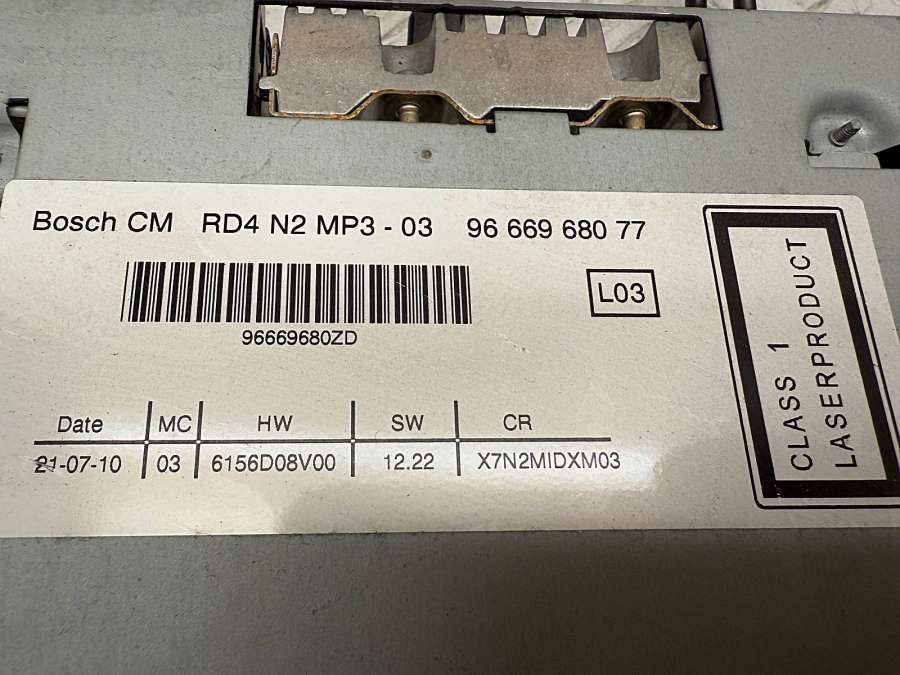 Bosch CM RD4 N2 MP3 - 03 96 669 680 77
L03
96669680ZD
CLASS 1
LASERPRODUCT
Date MC HW SW CR
21-07-10 03 6156D08V00 12.22 X7N2MIDXM03